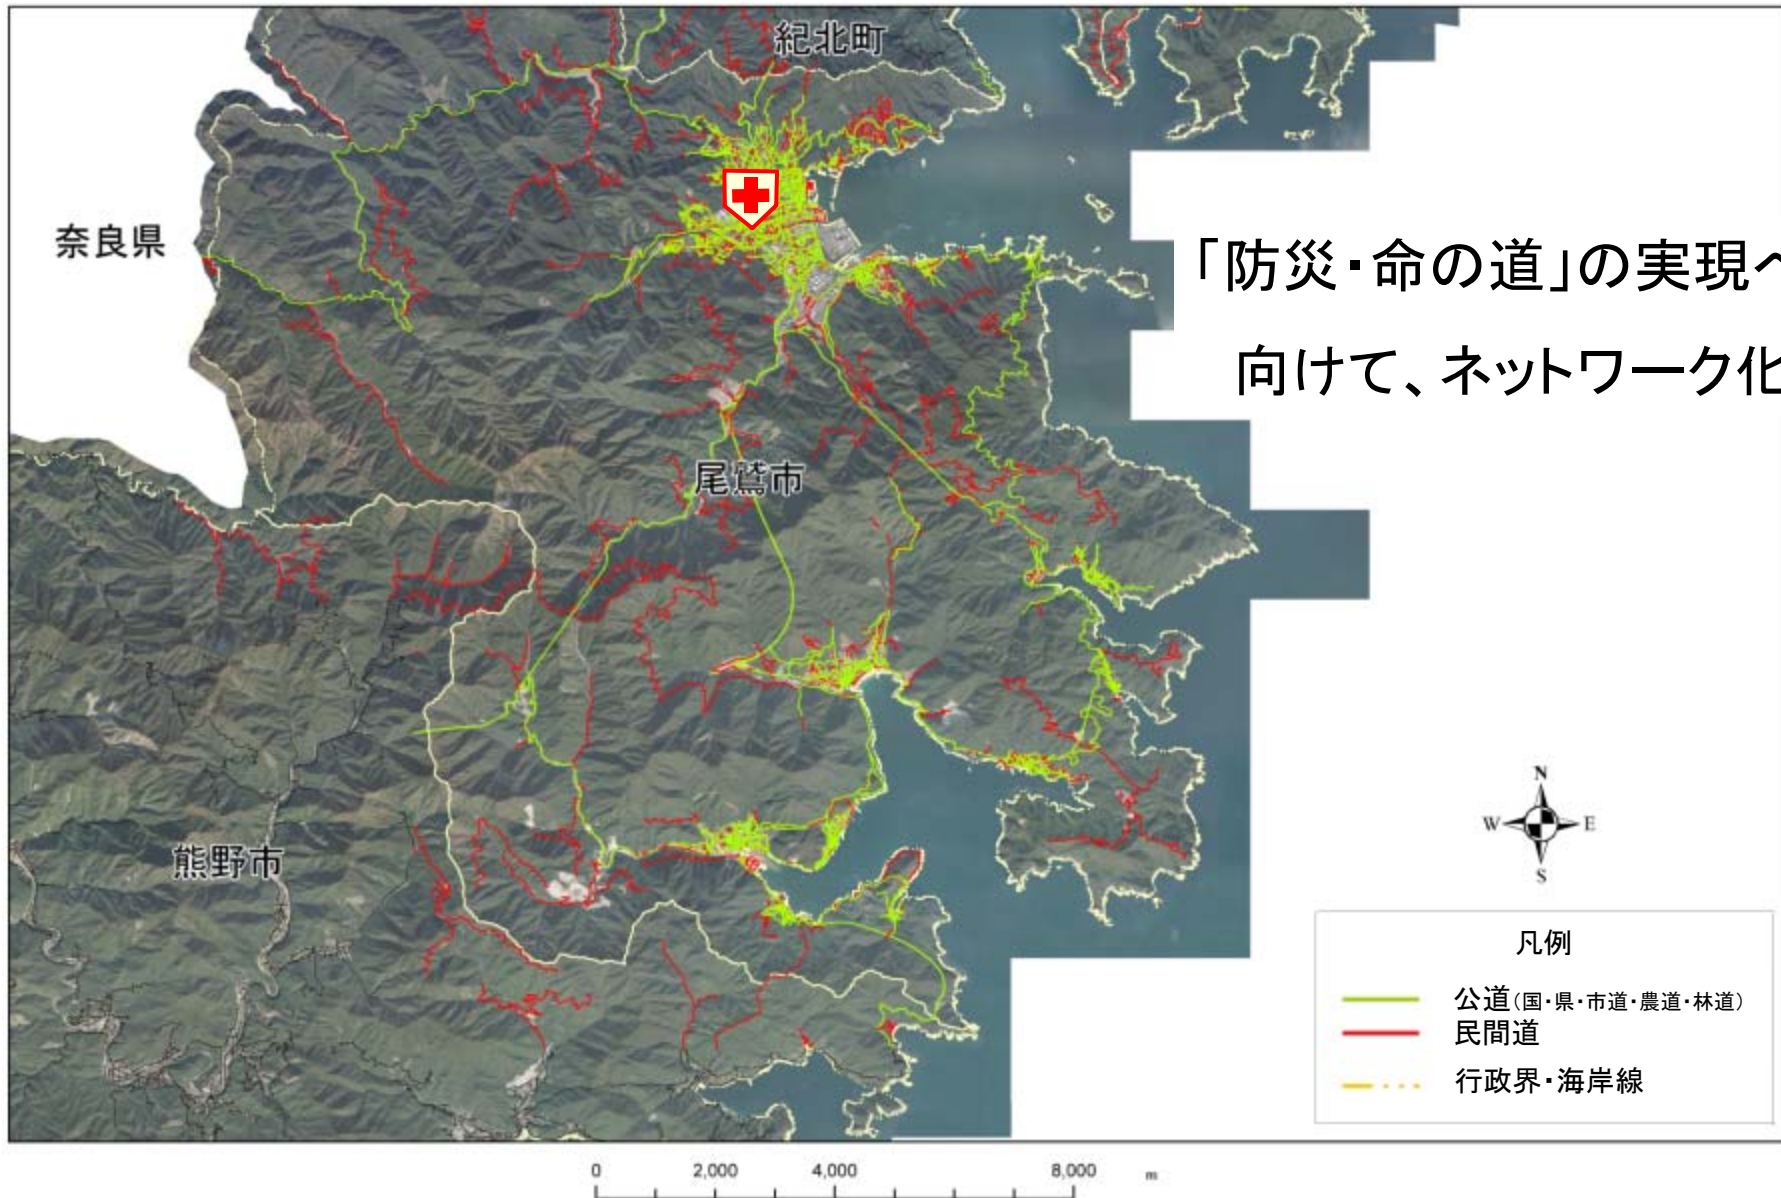 紀北町
奈良県
「防災・命の道」の実現へ
向けて、ネットワーク化
尾鷲市
熊野市
N
W E
S
凡例
公道(国・県・市道・農道・林道)
民間道
行政界・海岸線
0 2,000 4,000 8,000 m